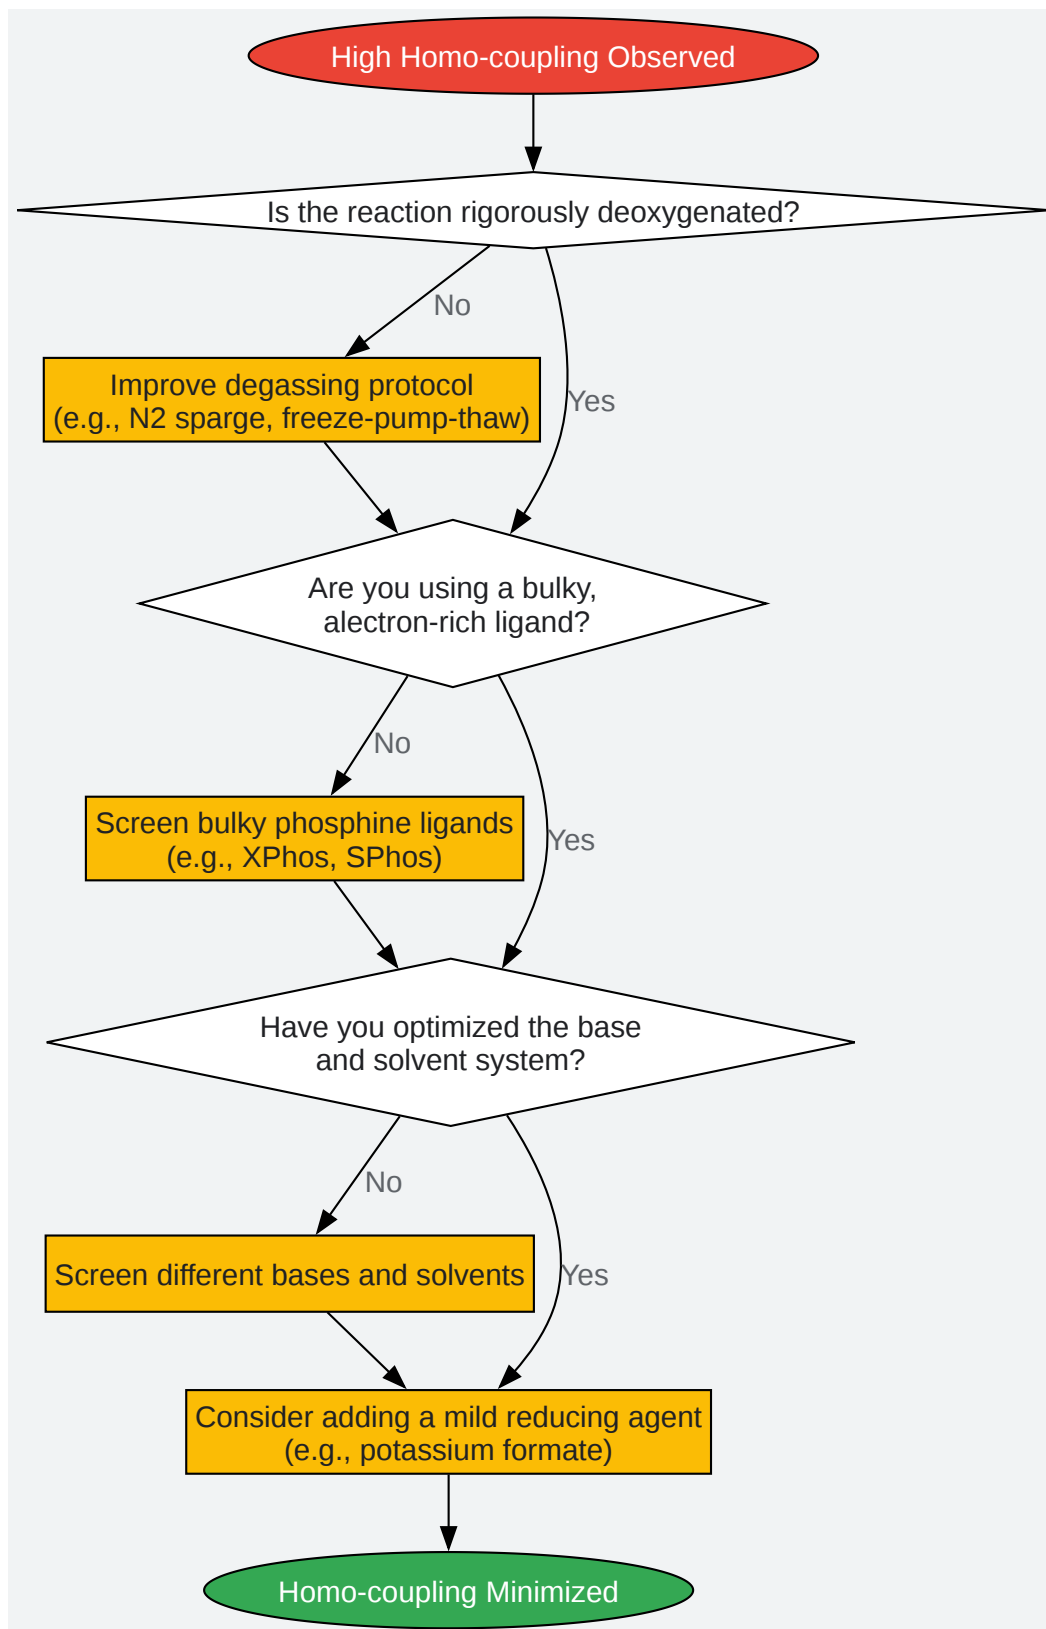 High Homo-coupling Observed
Is the reaction rigorously deoxygenated?
No
Improve degassing protocol
(e.g., N2 sparge, freeze-pump-thaw)
Yes
Are you using a bulky,
alectron-rich ligand?
No
Screen bulky phosphine ligands
(e.g., XPhos, SPhos)
Yes
Have you optimized the base
and solvent system?
No
Screen different bases and solvents
Yes
Consider adding a mild reducing agent
(e.g., potassium formate)
Homo-coupling Minimized